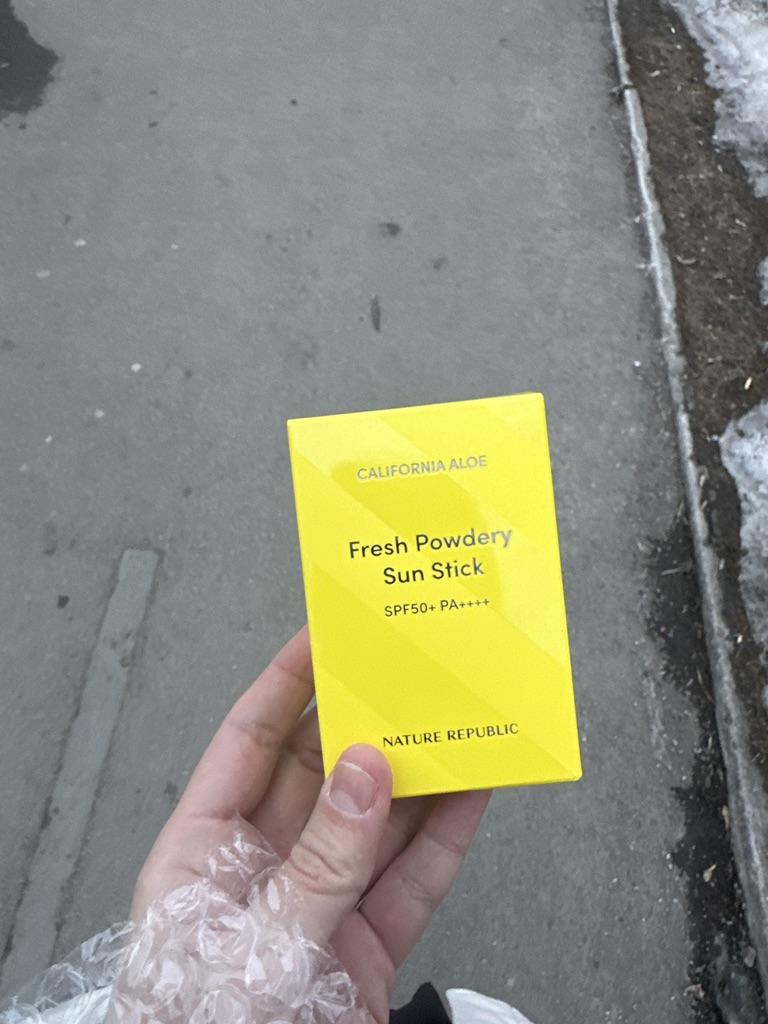 CALIFORNIA ALOE
Fresh Powdery
Sun Stick
SPF50+ PA++++
NATURE REPUBLIC